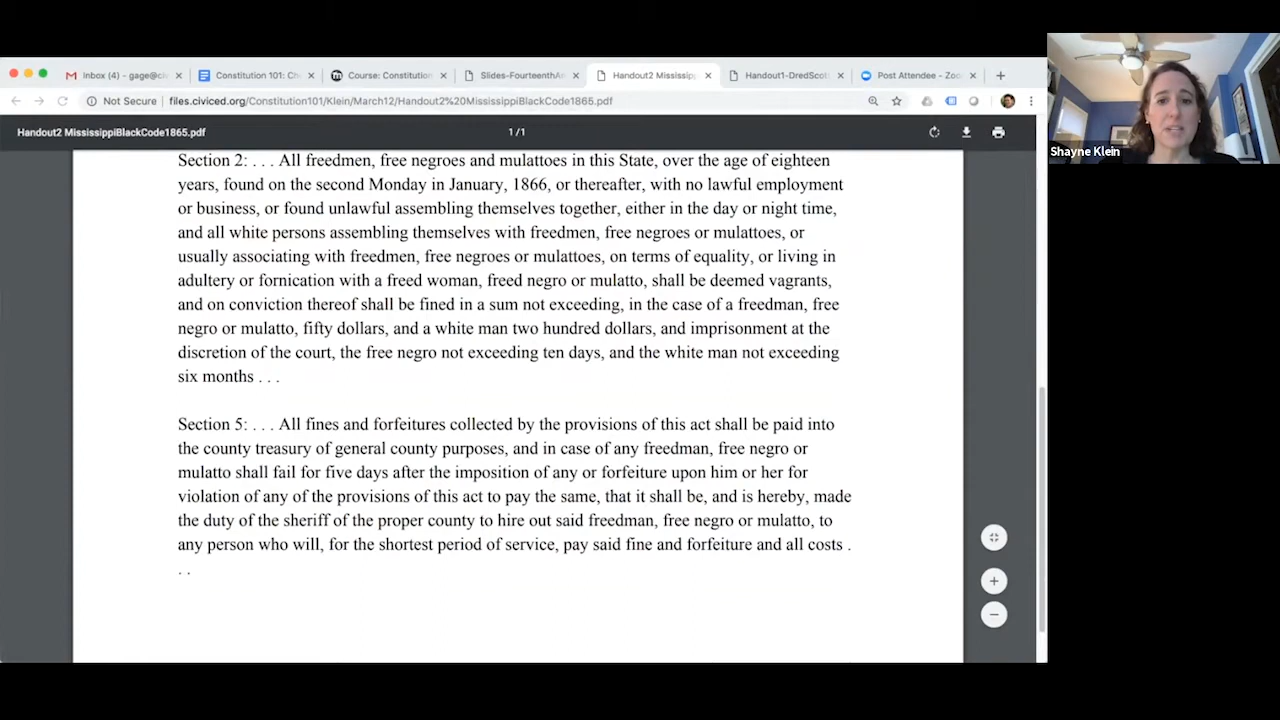 Inbox (4) - gage@ci
Constitution 101: Ch
Course: Constitution
Slides-FourteenthAn
Handout2 Mississipp
Handout1-DredScot
Post Attendee - Zoo
Not Secure files.civiced.org/Constitution101/Klein/March12/Handout2%20MississippiBlackCode1865.pdf
Shayne Klein
Handout2 MississippiBlackCode1865.pdf
1/1
Section 2: . . . All freedmen, free negroes and mulattoes in this State, over the age of eighteen
years, found on the second Monday in January, 1866, or thereafter, with no lawful employment
or business, or found unlawful assembling themselves together, either in the day or night time,
and all white persons assembling themselves with freedmen, free negroes or mulattoes, or
usually associating with freedmen, free negroes or mulattoes, on terms of equality, or living in
adultery or fornication with a freed woman, freed negro or mulatto, shall be deemed vagrants,
and on conviction thereof shall be fined in a sum not exceeding, in the case of a freedman, free
negro or mulatto, fifty dollars, and a white man two hundred dollars, and imprisonment at the
discretion of the court, the free negro not exceeding ten days, and the white man not exceeding
six months . . .
Section 5: . . . All fines and forfeitures collected by the provisions of this act shall be paid into
the county treasury of general county purposes, and in case of any freedman, free negro or
mulatto shall fail for five days after the imposition of any or forfeiture upon him or her for
violation of any of the provisions of this act to pay the same, that it shall be, and is hereby, made
the duty of the sheriff of the proper county to hire out said freedman, free negro or mulatto, to
any person who will, for the shortest period of service, pay said fine and forfeiture and all costs .
. .